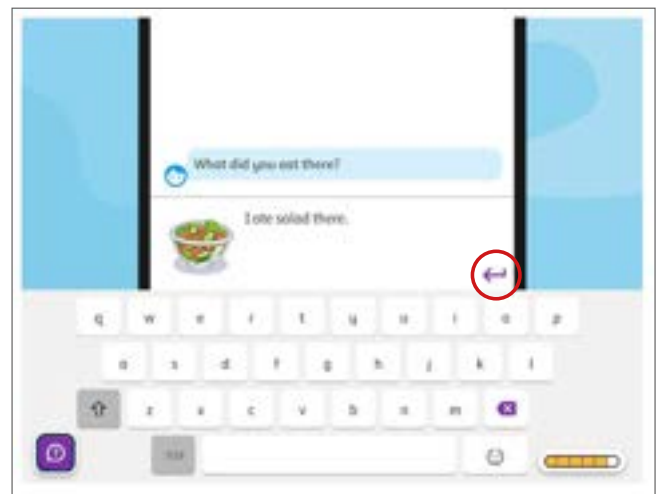 What did you eat there?
I ate salad there.
q w e r t y u i o p
a s d f g h j k l
z x c v b n m